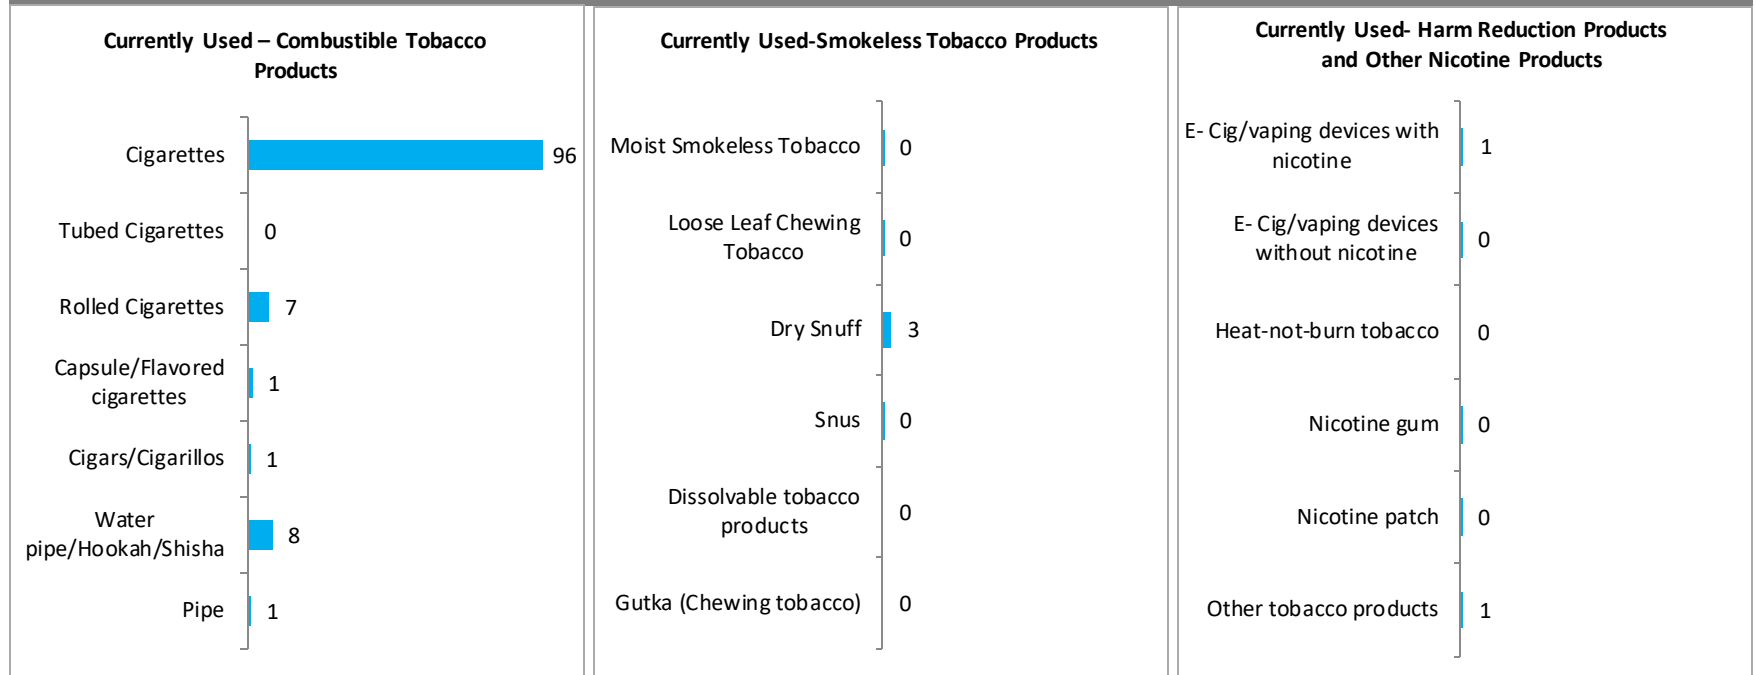 Currently Used – Combustible Tobacco
Products
Cigarettes
96
Tubed Cigarettes
0
Rolled Cigarettes
7
Capsule/Flavored
cigarettes
1
Cigars/Cigarillos
1
Water
pipe/Hookah/Shisha
8
Pipe
1
Currently Used-Smokeless Tobacco Products
Moist Smokeless Tobacco
0
Loose Leaf Chewing
Tobacco
0
Dry Snuff
3
Snus
0
Dissolvable tobacco
products
0
Gutka (Chewing tobacco)
0
Currently Used- Harm Reduction Products
and Other Nicotine Products
E- Cig/vaping devices with
nicotine
1
E- Cig/vaping devices
without nicotine
0
Heat-not-burn tobacco
0
Nicotine gum
0
Nicotine patch
0
Other tobacco products
1